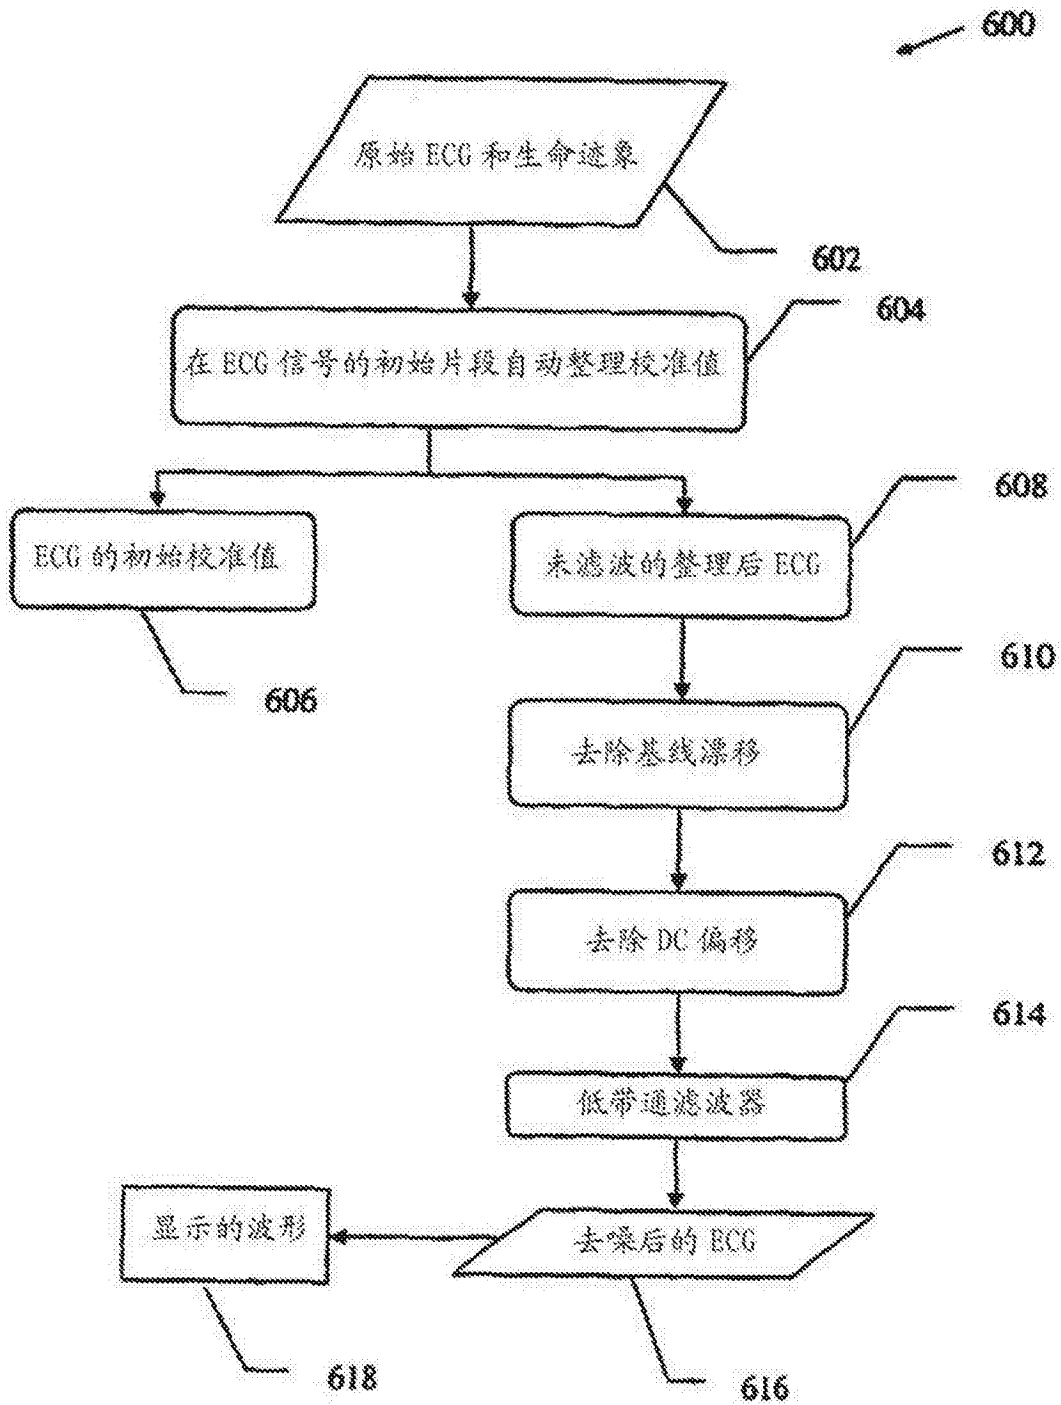 600
原始 ECG 和生命迹象
602
604
在 ECG 信号的初始片段自动整理校准值
608
ECG 的初始校准值
未滤波的整理后 ECG
606
610
去除基线漂移
612
去除 DC 偏移
614
低带通滤波器
显示的波形
去噪后的 ECG
618
616